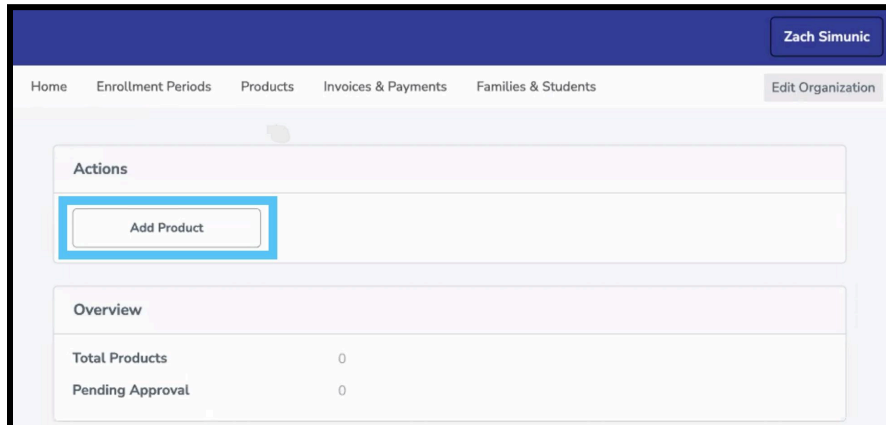 Zach Simunic
Home Enrollment Periods Products Invoices & Payments Families & Students Edit Organization
Actions
Add Product
Overview
Total Products 0
Pending Approval 0